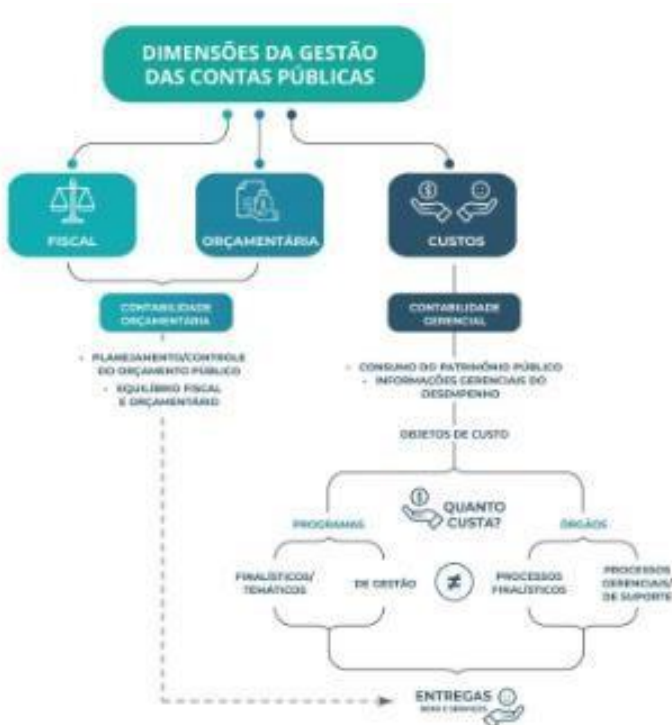 DIMENSÕES DA GESTÃO
DAS CONTAS PÚBLICAS
FISCAL
ORÇAMENTÁRIA
CUSTOS
CONTABILIDADE
ORÇAMENTÁRIA
CONTABILIDADE
GERENCIAL
- PLANEJAMENTO/CONTROLE
DO ORÇAMENTO PÚBLICO
- EQUILÍBRIO FISCAL
E ORÇAMENTÁRIO
- CONSUMO DO PATRIMÔNIO PÚBLICO
- INFORMAÇÕES GERENCIAIS DO
DESEMPENHO
OBJETOS DE CUSTO
QUANTO
CUSTA?
PROGRAMAS
ÓRGÃOS
FINALÍSTICOS/
TEMÁTICOS
DE GESTÃO
≠
PROCESSOS
FINALÍSTICOS
PROCESSOS
GERENCIAIS/
DE SUPORTE
ENTREGAS
BENS E SERVIÇOS